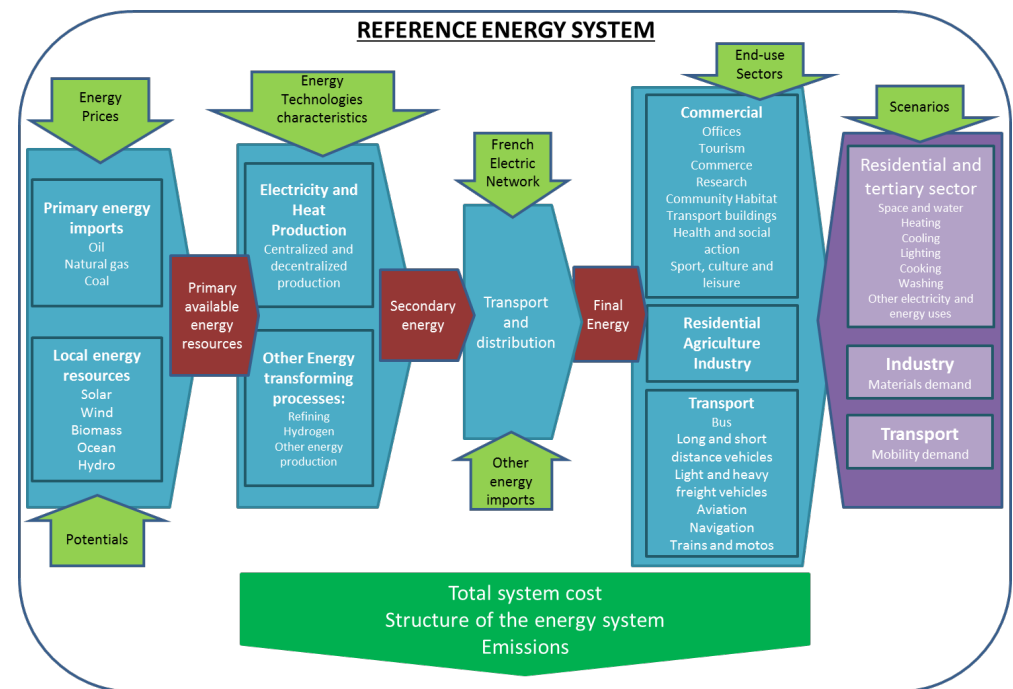 REFERENCE ENERGY SYSTEM
Energy
Prices
Primary energy
imports
Oil
Natural gas
Coal
Local energy
resources
Solar
Wind
Biomass
Ocean
Hydro
Potentials
Primary
available
energy
resources
Energy
Technologies
characteristics
Electricity and
Heat
Production
Centralized and
decentralized
production
Other Energy
transforming
processes:
Refining
Hydrogen
Other energy
production
Secondary
energy
French
Electric
Network
Transport
and
distribution
Other
energy
imports
Final
Energy
End-use
Sectors
Commercial
Offices
Tourism
Commerce
Research
Community Habitat
Transport buildings
Health and social
action
Sport, culture and
leisure
Residential
Agriculture
Industry
Transport
Bus
Long and short
distance vehicles
Light and heavy
freight vehicles
Aviation
Navigation
Trains and motos
Scenarios
Residential and
tertiary sector
Space and water
Heating
Cooling
Lighting
Cooking
Washing
Other electricity and
energy uses
Industry
Materials demand
Transport
Mobility demand
Total system cost
Structure of the energy system
Emissions